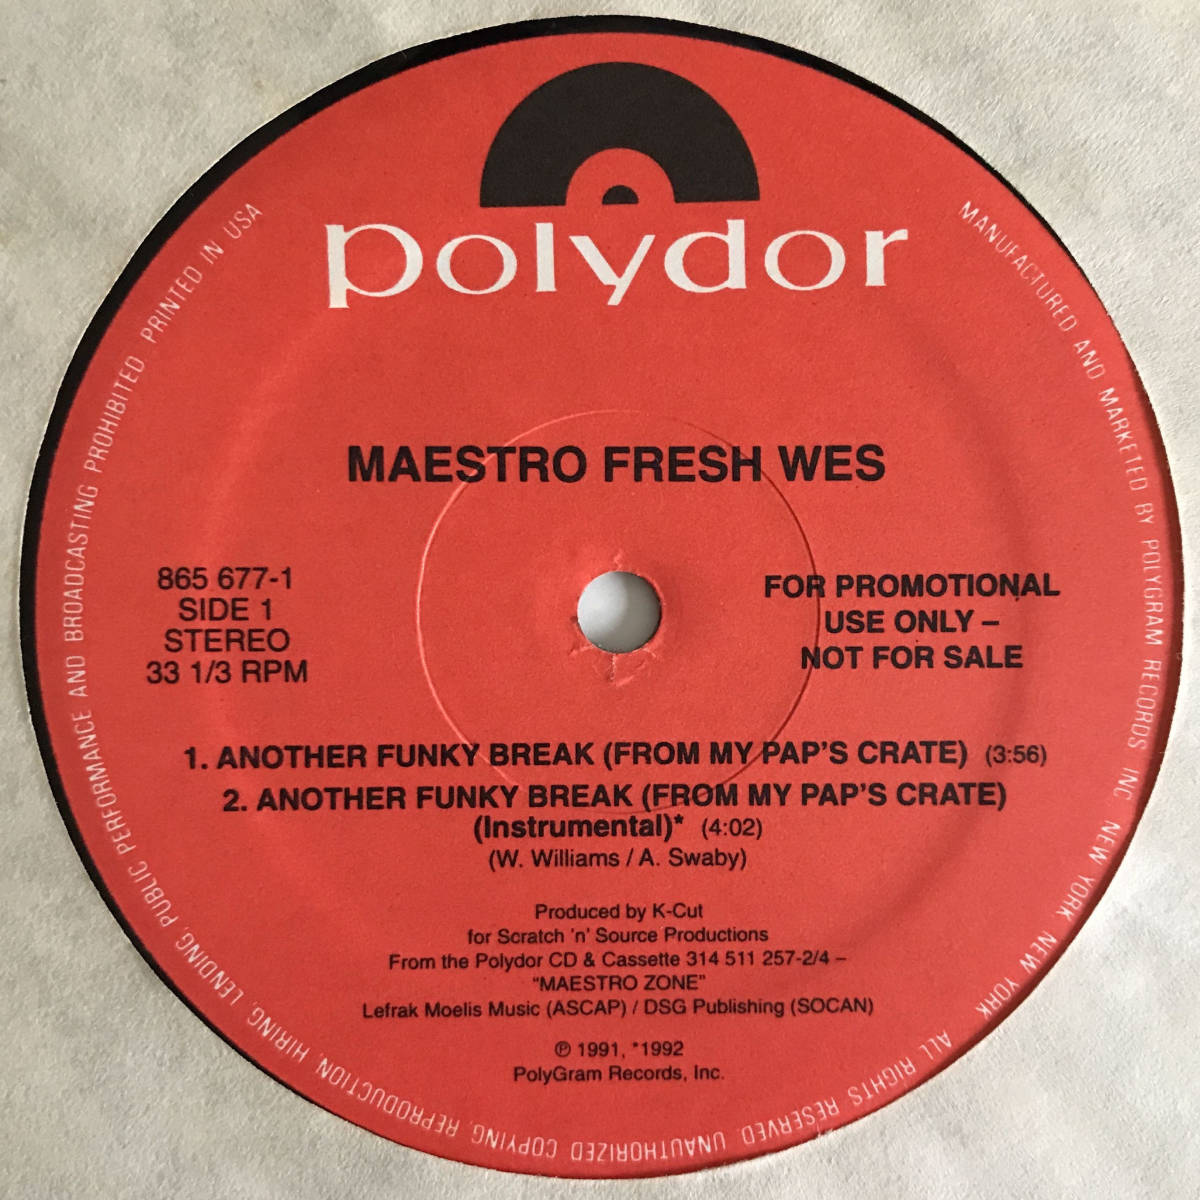 polydor
MAESTRO FRESH WES
865 677-1
SIDE 1
STEREO
33 1/3 RPM
FOR PROMOTIONAL
USE ONLY –
NOT FOR SALE
1. ANOTHER FUNKY BREAK (FROM MY PAP'S CRATE) (3:56)
2. ANOTHER FUNKY BREAK (FROM MY PAP'S CRATE)
(Instrumental)* (4:02)
(W. Williams / A. Swaby)
Produced by K-Cut
for Scratch 'n' Source Productions
From the Polydor CD & Cassette 314 511 257-2/4 –
"MAESTRO ZONE"
Lefrak Moelis Music (ASCAP) / DSG Publishing (SOCAN)
℗ 1991, *1992
PolyGram Records, Inc.
MANUFACTURED AND MARKETED BY POLYGRAM RECORDS INC NEW YORK NEW YORK ALL RIGHTS RESERVED. UNAUTHORIZED COPYING, REPRODUCTION, HIRING, LENDING, PUBLIC PERFORMANCE AND BROADCASTING PROHIBITED PRINTED IN USA